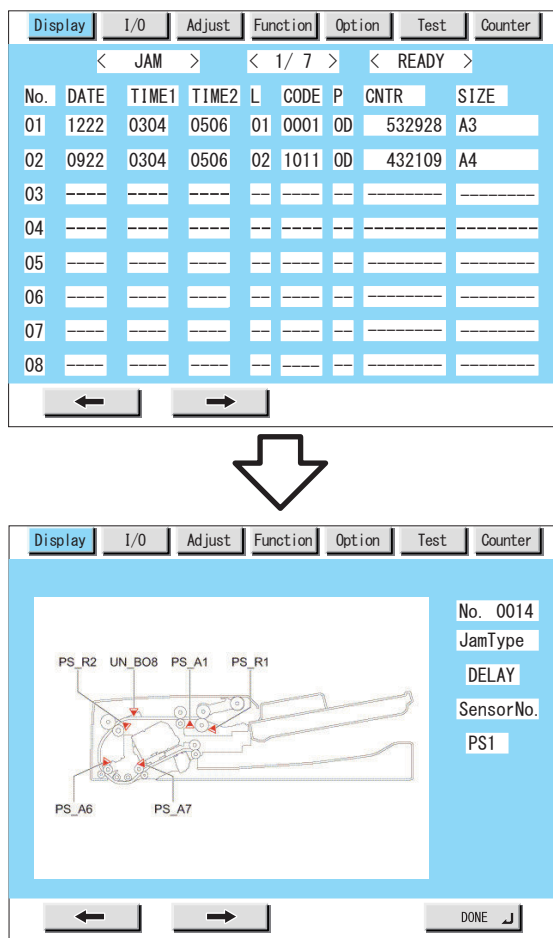 Display I/O Adjust Function Option Test Counter
< JAM > < 1/ 7 > < READY >
No. DATE TIME1 TIME2 L CODE P CNTR SIZE
01 1222 0304 0506 01 0001 0D 532928 A3
02 0922 0304 0506 02 1011 0D 432109 A4
03 ---- ---- ---- -- ---- -- -------- --------
04 ---- ---- ---- -- ---- -- -------- --------
05 ---- ---- ---- -- ---- -- -------- --------
06 ---- ---- ---- -- ---- -- -------- --------
07 ---- ---- ---- -- ---- -- -------- --------
08 ---- ---- ---- -- ---- -- -------- --------
Display I/O Adjust Function Option Test Counter
No. 0014
JamType
DELAY
SensorNo.
PS1
PS_R2 UN_BO8 PS_A1 PS_R1
PS_A6 PS_A7
DONE